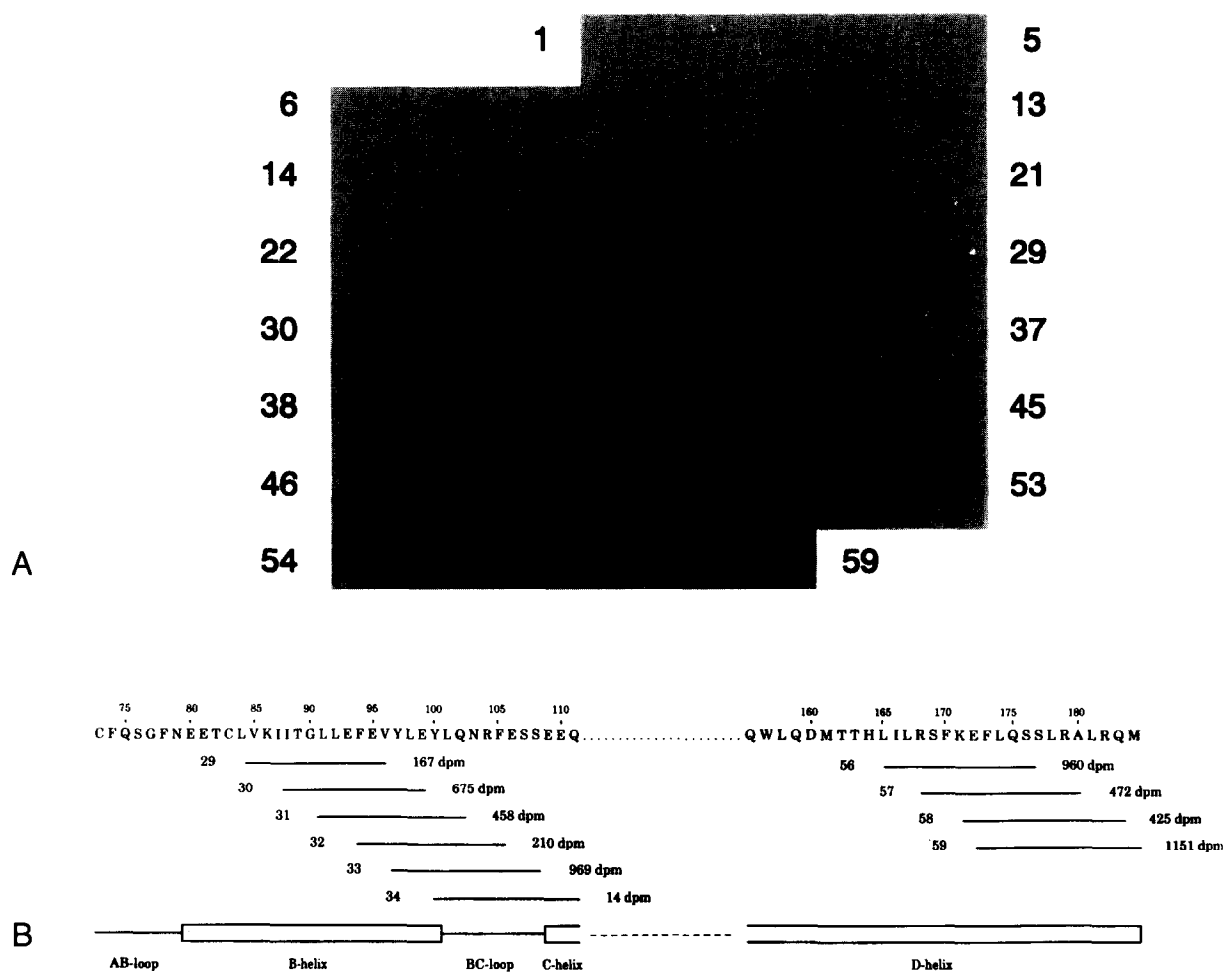 1 5
6 13
14 21
22 29
30 37
38 45
46 53
A 54 59
75 80 85 90 95 100 105 110 160 165 170 175 180
CFQSGFNEETCLVKIITGLLEFEVYLEYLQNRFESSEEQ........................QWLQDMTTHLILRSFKEFLQSSLRALRQM
29 167 dpm 56 960 dpm
30 675 dpm 57 472 dpm
31 458 dpm 58 425 dpm
32 210 dpm 59 1151 dpm
33 969 dpm
34 14 dpm
B
AB-loop B-helix BC-loop C-helix D-helix